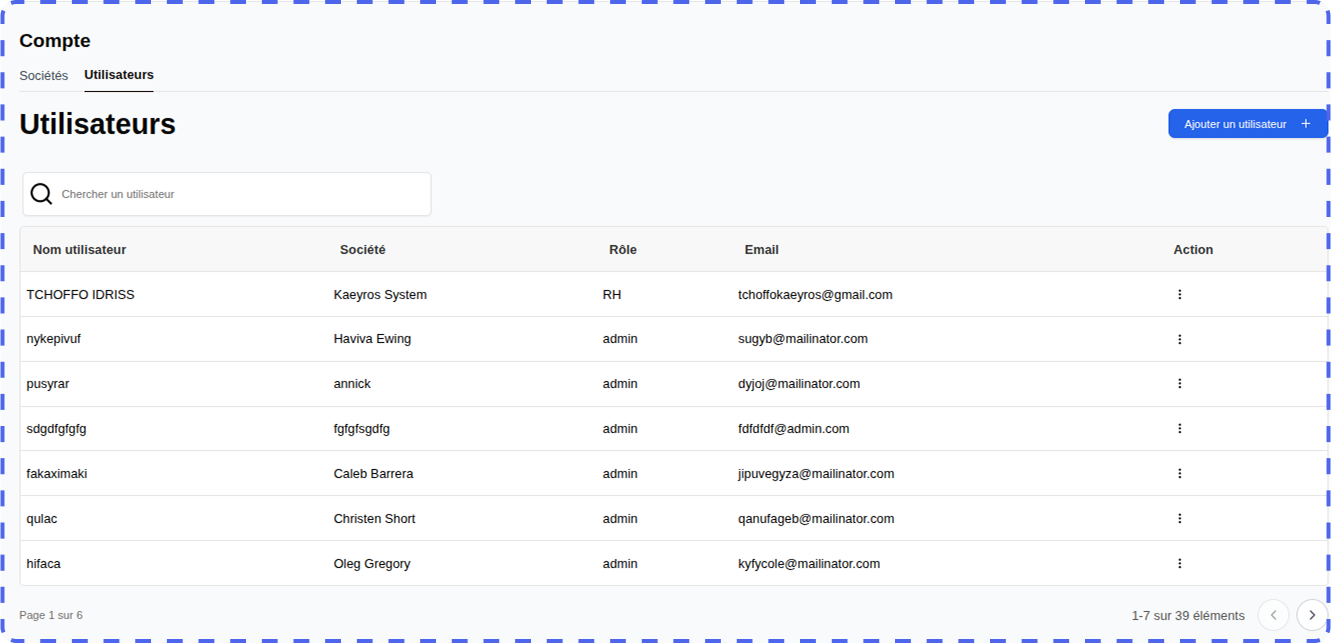 Compte
Sociétés Utilisateurs
Utilisateurs
Ajouter un utilisateur +
Chercher un utilisateur
Nom utilisateur Société Rôle Email Action
TCHOFFO IDRISS Kaeyros System RH tchoffokaeyros@gmail.com
nykepivuf Haviva Ewing admin sugyb@mailinator.com
pusyrar annick admin dyjoj@mailinator.com
sdgdfgfgfg fgfgfsgdfg admin fdfdfdf@admin.com
fakaximaki Caleb Barrera admin jipuvegyza@mailinator.com
qulac Christen Short admin qanufageb@mailinator.com
hifaca Oleg Gregory admin kyfycole@mailinator.com
Page 1 sur 6 1-7 sur 39 éléments